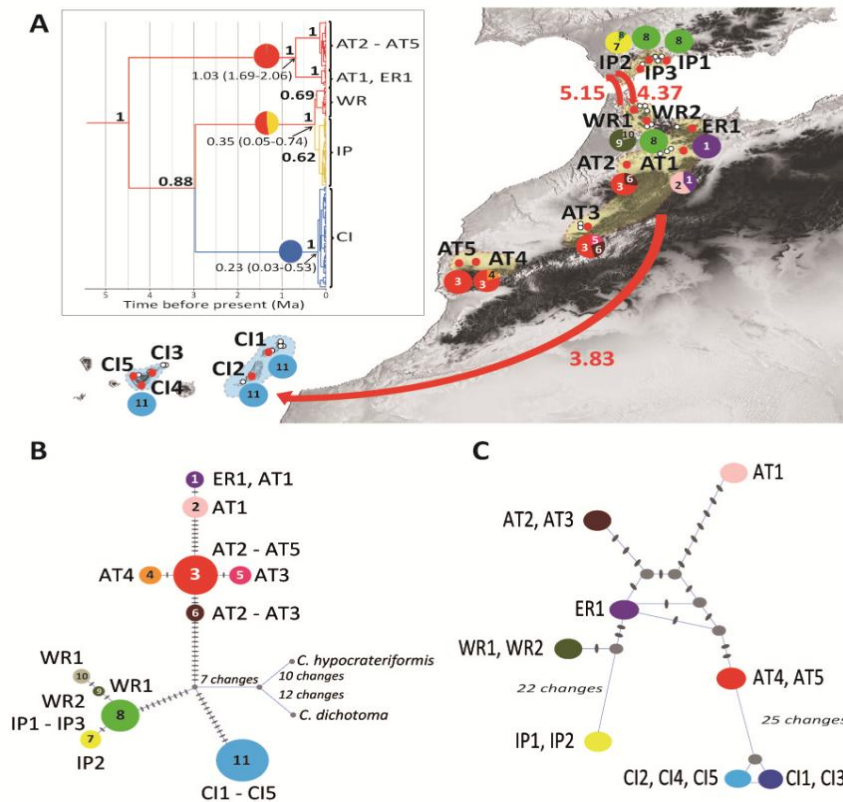 A
1
0.88
1
1.03 (1.69-2.06)
1
1
AT2 - AT5
AT1, ER1
0.69
WR
1
0.35 (0.05-0.74)
0.62
IP
1
0.23 (0.03-0.53)
CI
5 4 3 2 1 0
Time before present (Ma)
8
7
8
8
IP2
IP3
IP1
5.15
4.37
WR1
WR2
ER1
9
10
8
1
AT2
AT1
3
6
2
1
AT3
5
3
6
AT5
AT4
3
3
4
3.83
CI1
11
CI2
11
CI3
CI5
CI4
11
B
1
ER1, AT1
2
AT1
AT2 - AT5
AT4
4
3
5
AT3
6
AT2 - AT3
WR1
10
WR2
9
WR1
IP1 - IP3
8
7
IP2
7 changes
C. hypocrateriformis
10 changes
12 changes
C. dichotoma
11
CI1 - CI5
C
AT1
AT2, AT3
ER1
WR1, WR2
22 changes
IP1, IP2
AT4, AT5
25 changes
CI2, CI4, CI5
CI1, CI3